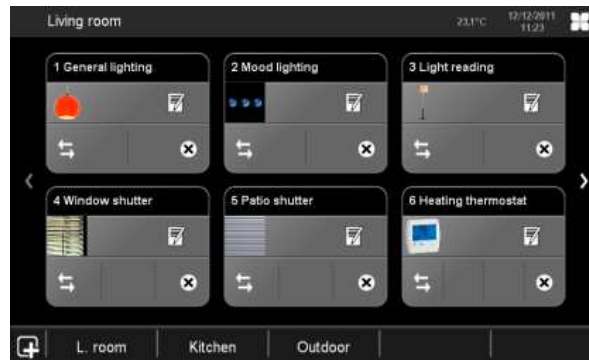 Living room
23,1°C
12/12/2011
11:23
1 General lighting
2 Mood lighting
3 Light reading
4 Window shutter
5 Patio shutter
6 Heating thermostat
L. room
Kitchen
Outdoor